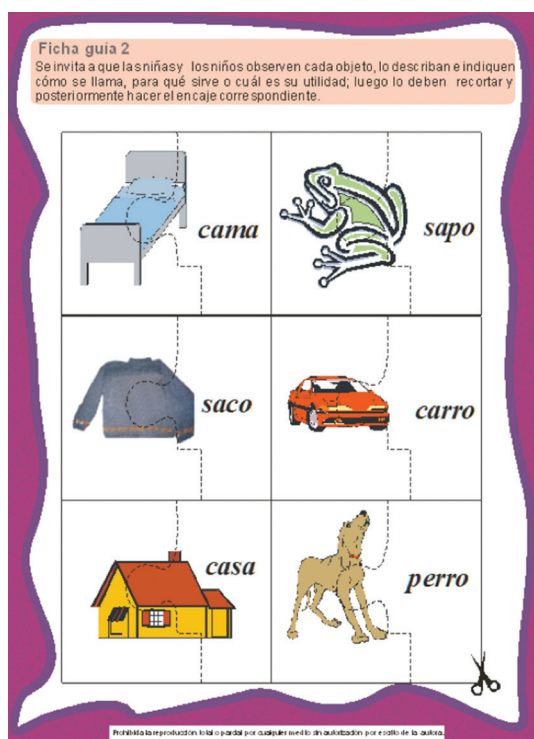 Ficha guía 2
Se invita a que las niñas y los niños observen cada objeto, lo describan e indiquen
cómo se llama, para qué sirve o cuál es su utilidad; luego lo deben recortar y
posteriormente hacer el encaje correspondiente.
cama
sapo
saco
carro
casa
perro
Prohibida la reproducción total o parcial por cualquier medio sin autorización por escrito de la autora.